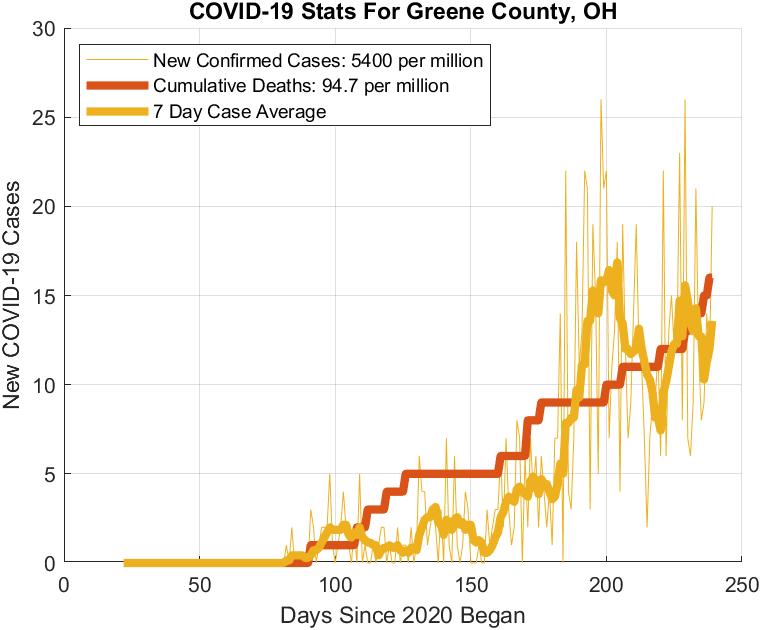 COVID-19 Stats For Greene County, OH
New Confirmed Cases: 5400 per million
Cumulative Deaths: 94.7 per million
7 Day Case Average
New COVID-19 Cases
30
25
20
15
10
5
0
0 50 100 150 200 250
Days Since 2020 Began